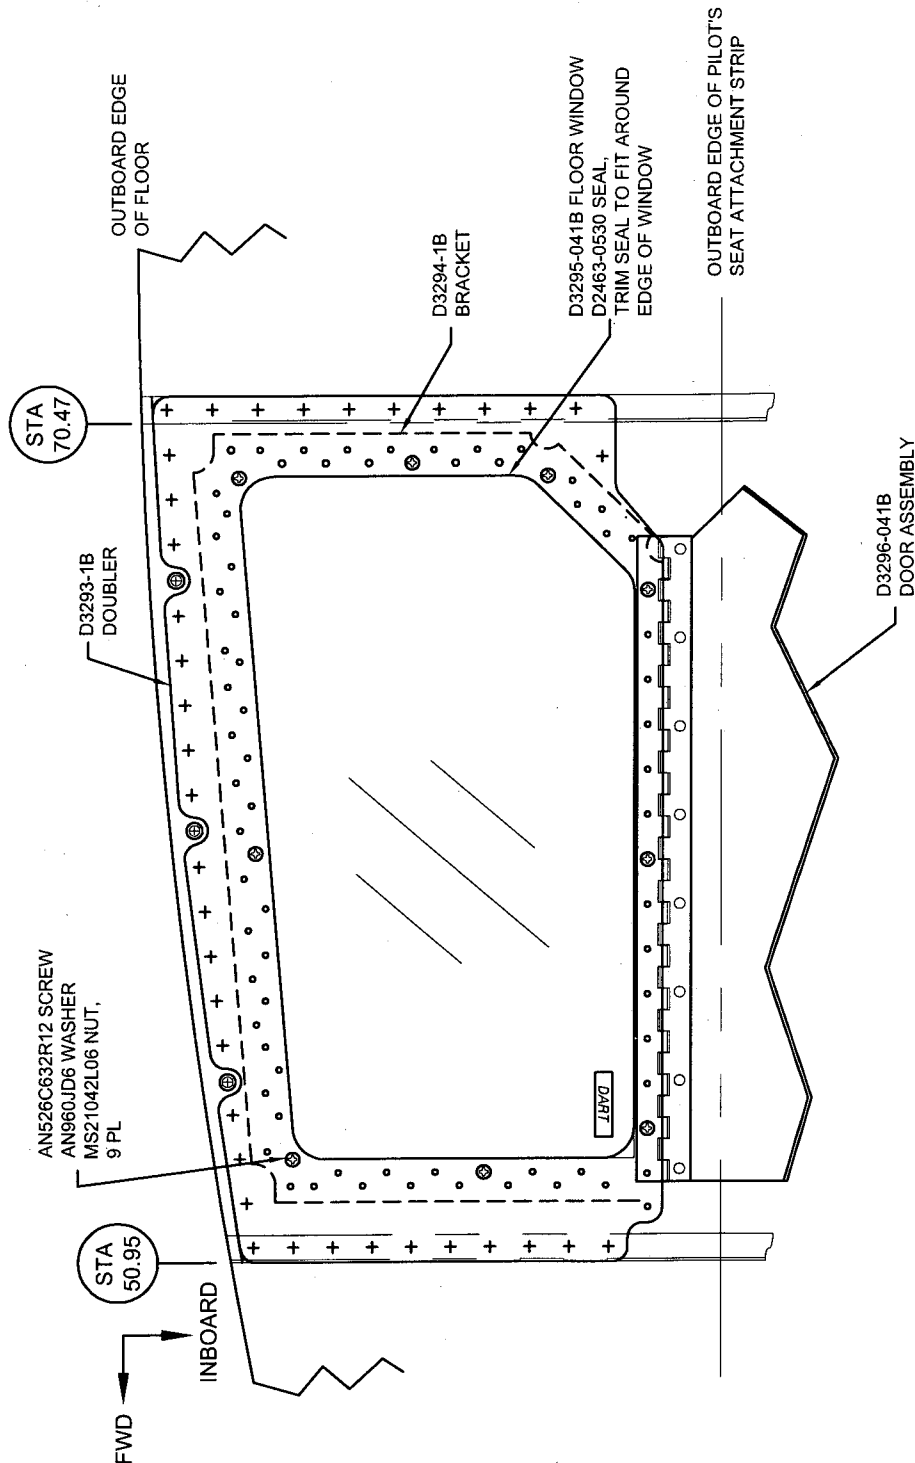 OUTBOARD EDGE
OF FLOOR
STA
70.47
D3294-1B
BRACKET
D3295-041B FLOOR WINDOW
D2463-0530 SEAL,
TRIM SEAL TO FIT AROUND
EDGE OF WINDOW
OUTBOARD EDGE OF PILOT'S
SEAT ATTACHMENT STRIP
D3293-1B
DOUBLER
D3296-041B
DOOR ASSEMBLY
AN526C632R12 SCREW
AN960JD6 WASHER
MS21042L06 NUT,
9 PL
DART
STA
50.95
INBOARD
FWD